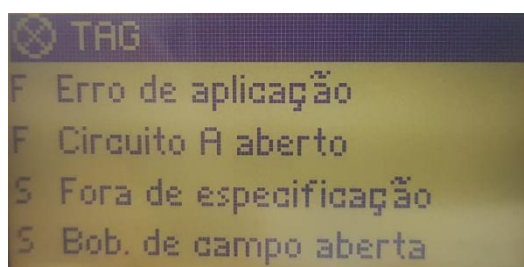 TAG
F Erro de aplicação
F Circuito A aberto
S Fora de especificação
S Bob. de campo aberta